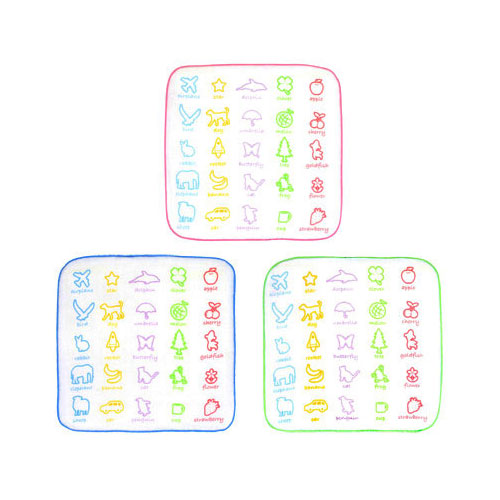 airplane star dolphin clover apple
bird dog umbrella melon cherry
rabbit rocket butterfly tree goldfish
elephant banana cat frog flower
sheep car penguin cup strawberry
airplane star dolphin clover apple
bird dog umbrella melon cherry
rabbit rocket butterfly tree goldfish
elephant banana cat frog flower
sheep car penguin cup strawberry
airplane star dolphin clover apple
bird dog umbrella melon cherry
rabbit rocket butterfly tree goldfish
elephant banana cat frog flower
sheep car penguin cup strawberry